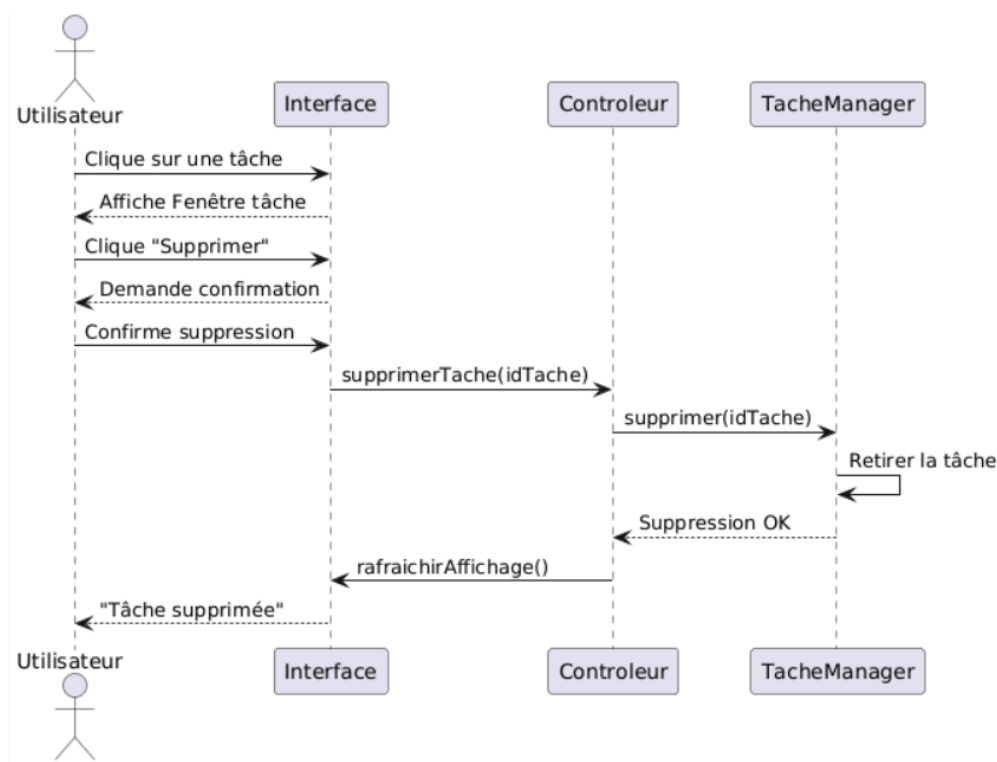 Utilisateur
Interface
Controleur
TacheManager
Clique sur une tâche
Affiche Fenêtre tâche
Clique "Supprimer"
Demande confirmation
Confirme suppression
supprimerTache(idTache)
supprimer(idTache)
Retirer la tâche
Suppression OK
rafraichirAffichage()
"Tâche supprimée"
Utilisateur
Interface
Controleur
TacheManager